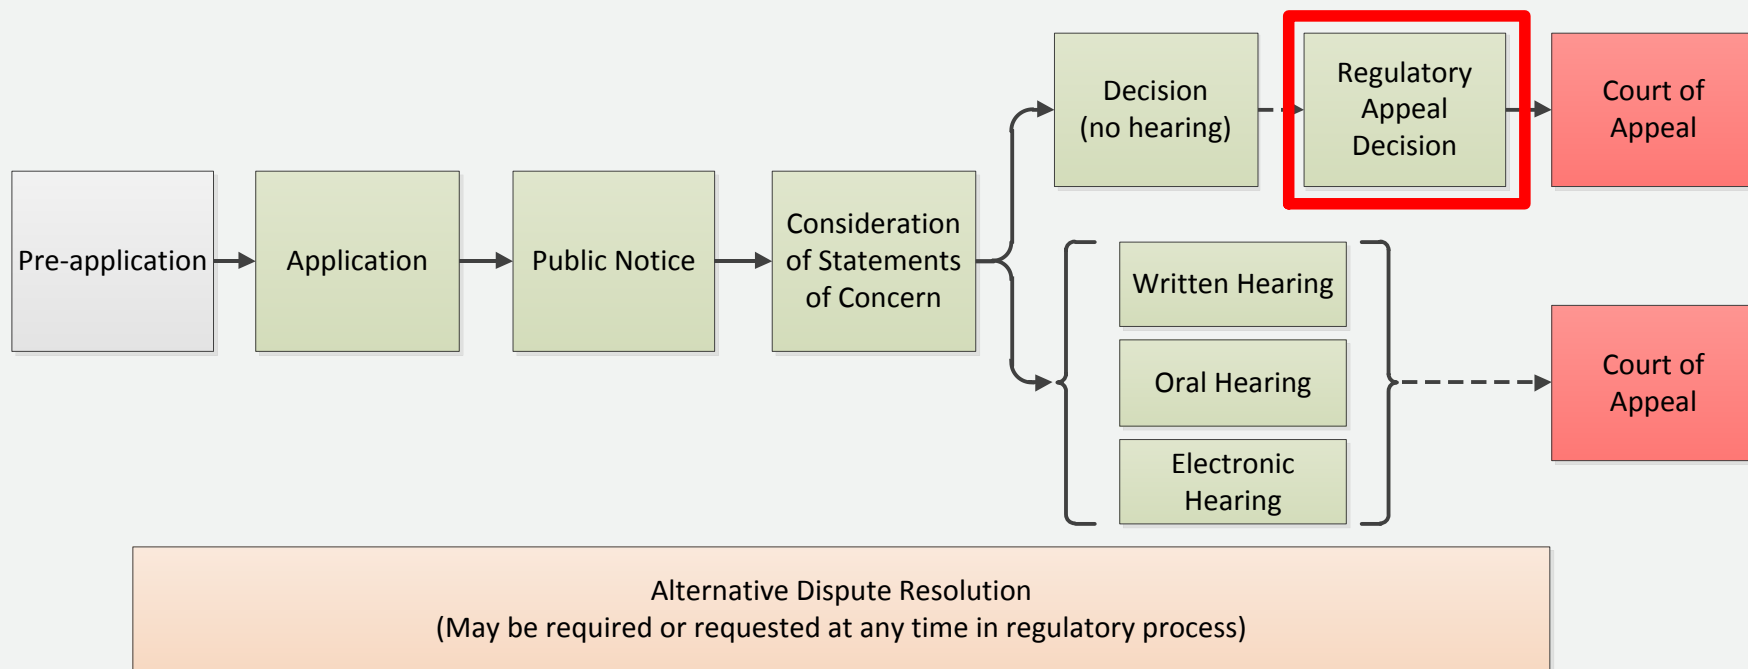 Pre-application
Application
Public Notice
Consideration
of Statements
of Concern
Decision
(no hearing)
Regulatory
Appeal
Decision
Court of
Appeal
Written Hearing
Oral Hearing
Electronic
Hearing
Court of
Appeal
Alternative Dispute Resolution
(May be required or requested at any time in regulatory process)